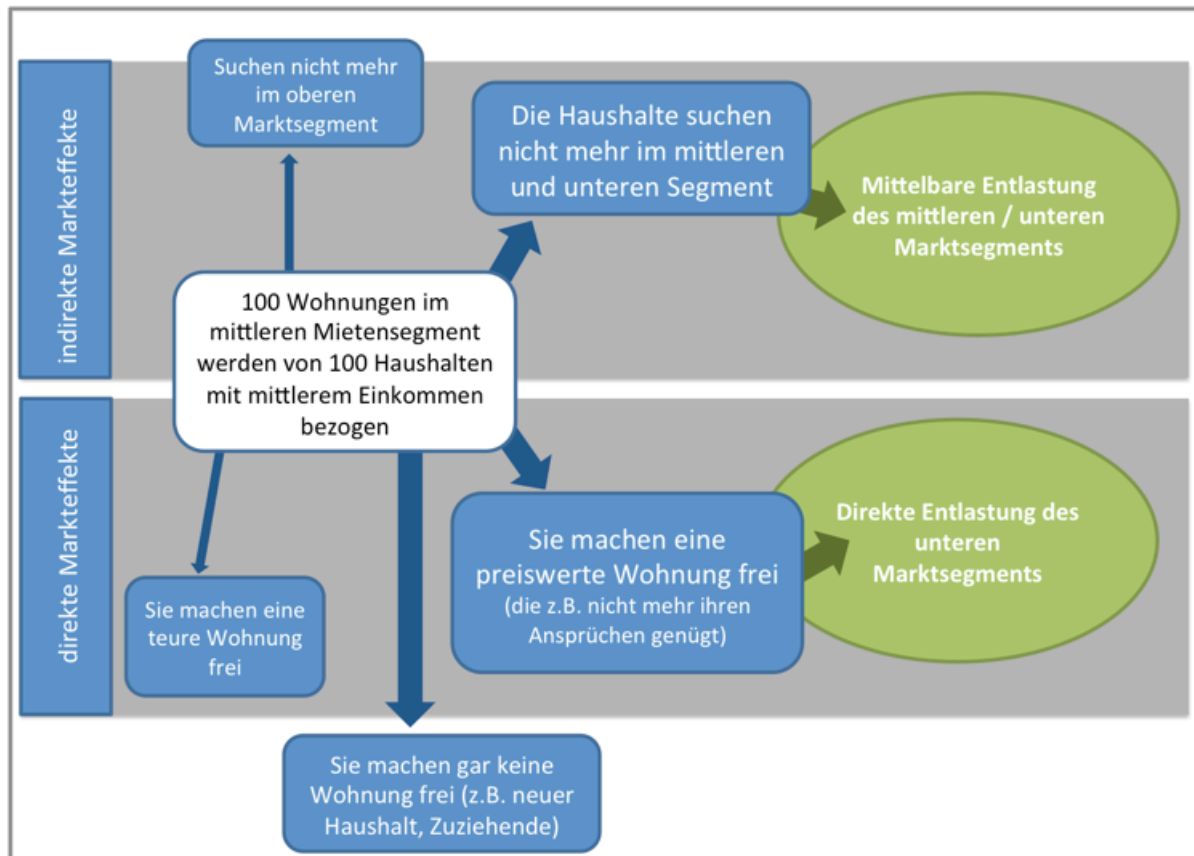 indirekte Markteffekte
Suchen nicht mehr
im oberen
Marktsegment
Die Haushalte suchen
nicht mehr im mittleren
und unteren Segment
Mittelbare Entlastung
des mittleren / unteren
Marktsegments
100 Wohnungen im
mittleren Mietensegment
werden von 100 Haushalten
mit mittlerem Einkommen
bezogen
direkte Markteffekte
Sie machen eine
teure Wohnung
frei
Sie machen eine
preiswerte Wohnung frei
(die z.B. nicht mehr ihren
Ansprüchen genügt)
Direkte Entlastung des
unteren
Marktsegments
Sie machen gar keine
Wohnung frei (z.B. neuer
Haushalt, Zuziehende)